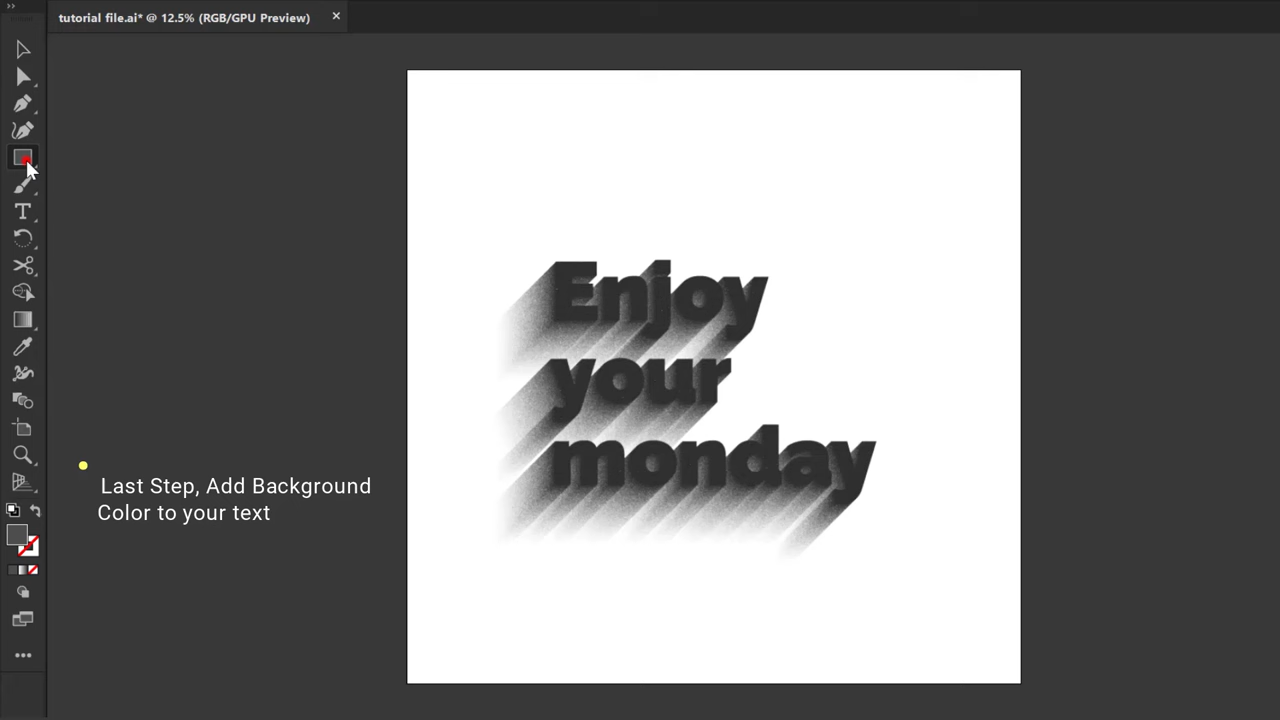 tutorial file.ai* @ 12.5% (RGB/GPU Preview)
Enjoy
your
monday
Last Step, Add Background
Color to your text